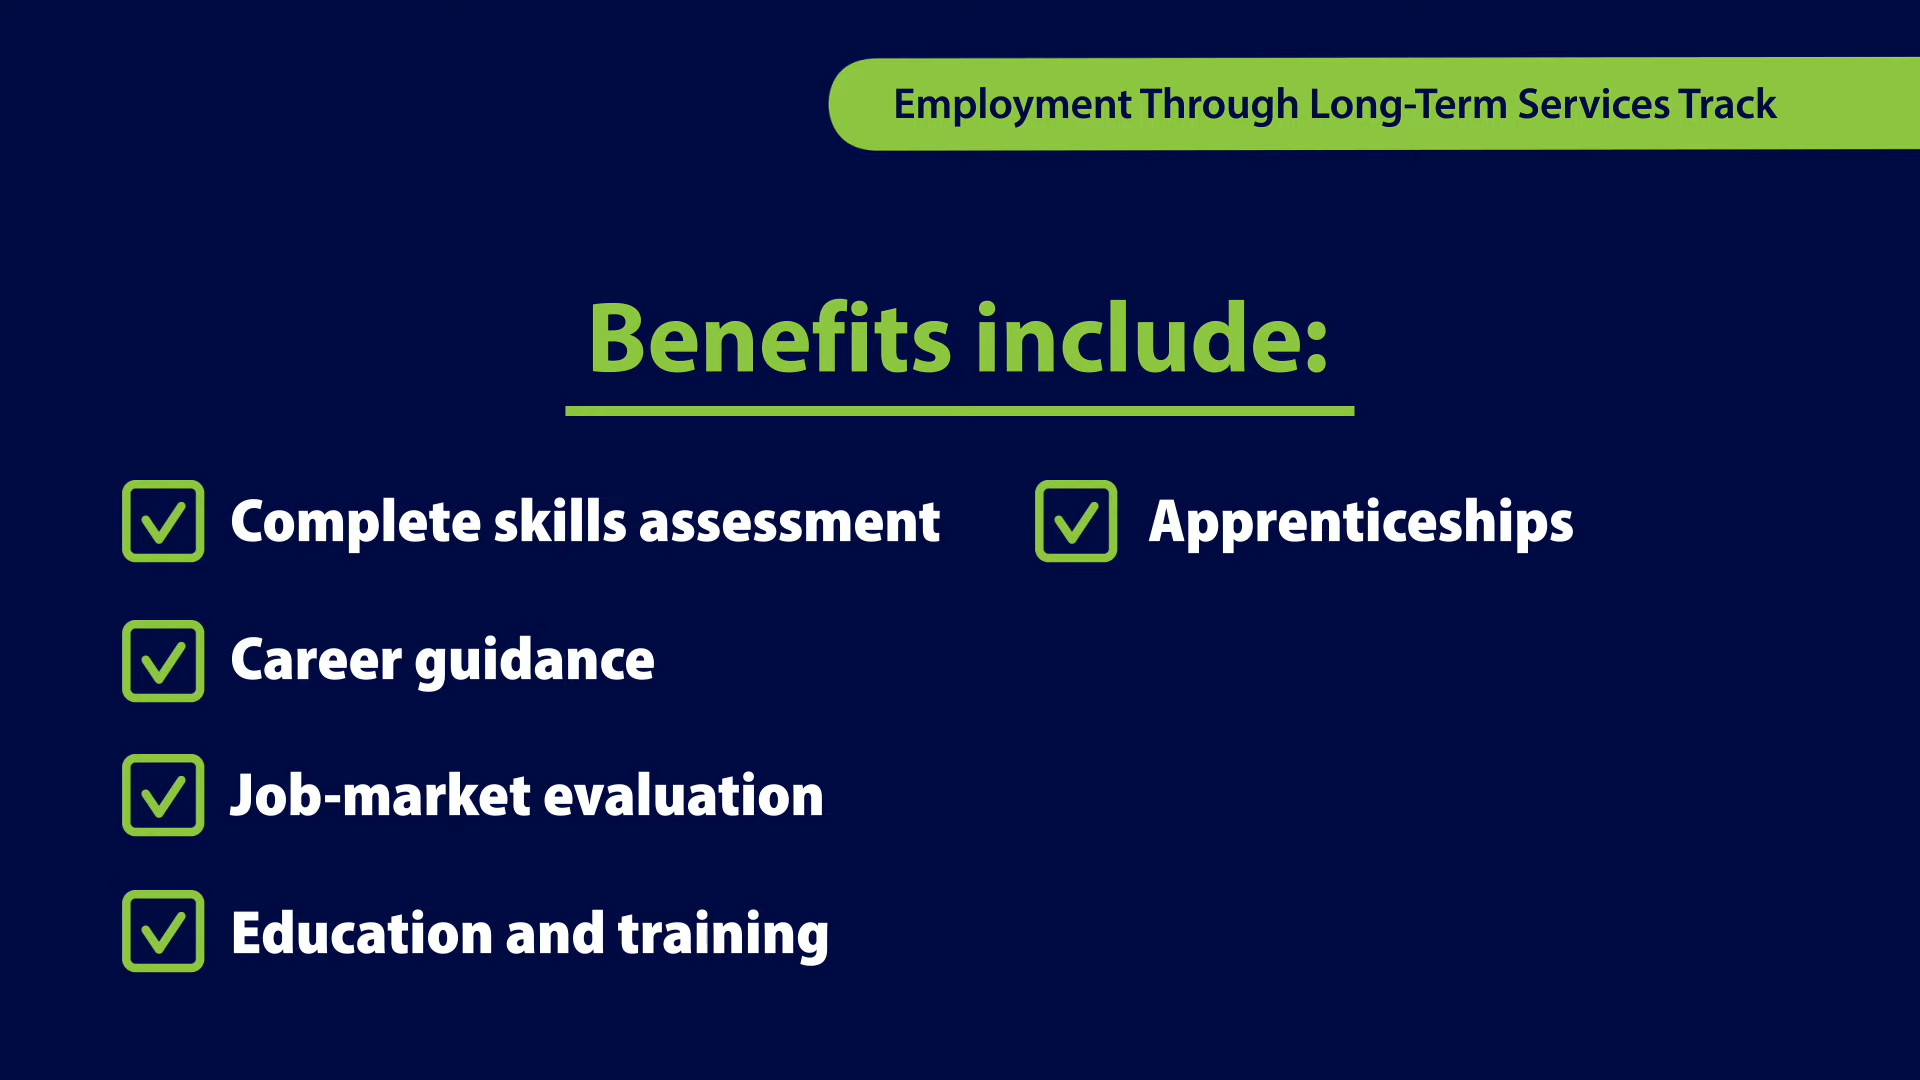 Employment Through Long-Term Services Track
Benefits include:
Complete skills assessment
Career guidance
Job-market evaluation
Education and training
Apprenticeships